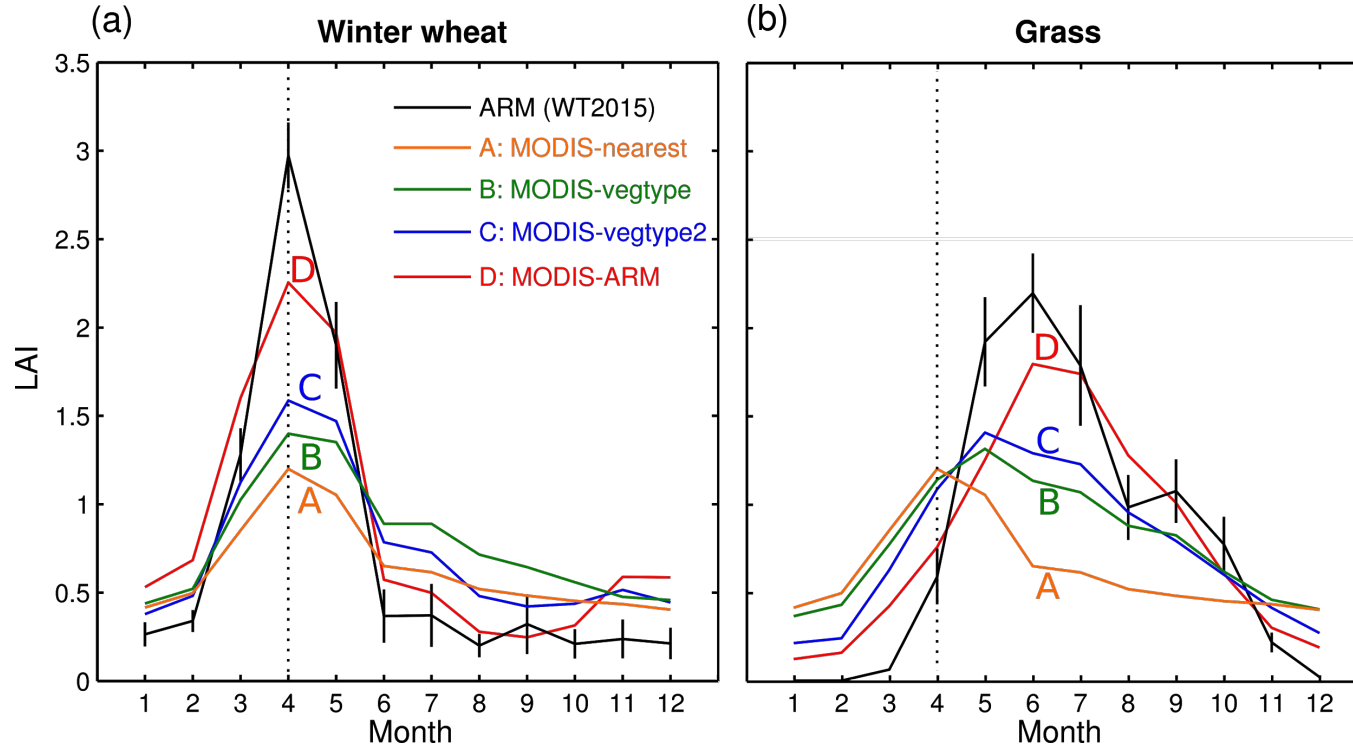 (a)
Winter wheat
(b)
Grass
3.5
3
2.5
2
1.5
1
0.5
0
LAI
ARM (WT2015)
A: MODIS-nearest
B: MODIS-vegtype
C: MODIS-vegtype2
D: MODIS-ARM
D
C
B
A
D
C
B
A
1 2 3 4 5 6 7 8 9 10 11 12
Month
1 2 3 4 5 6 7 8 9 10 11 12
Month